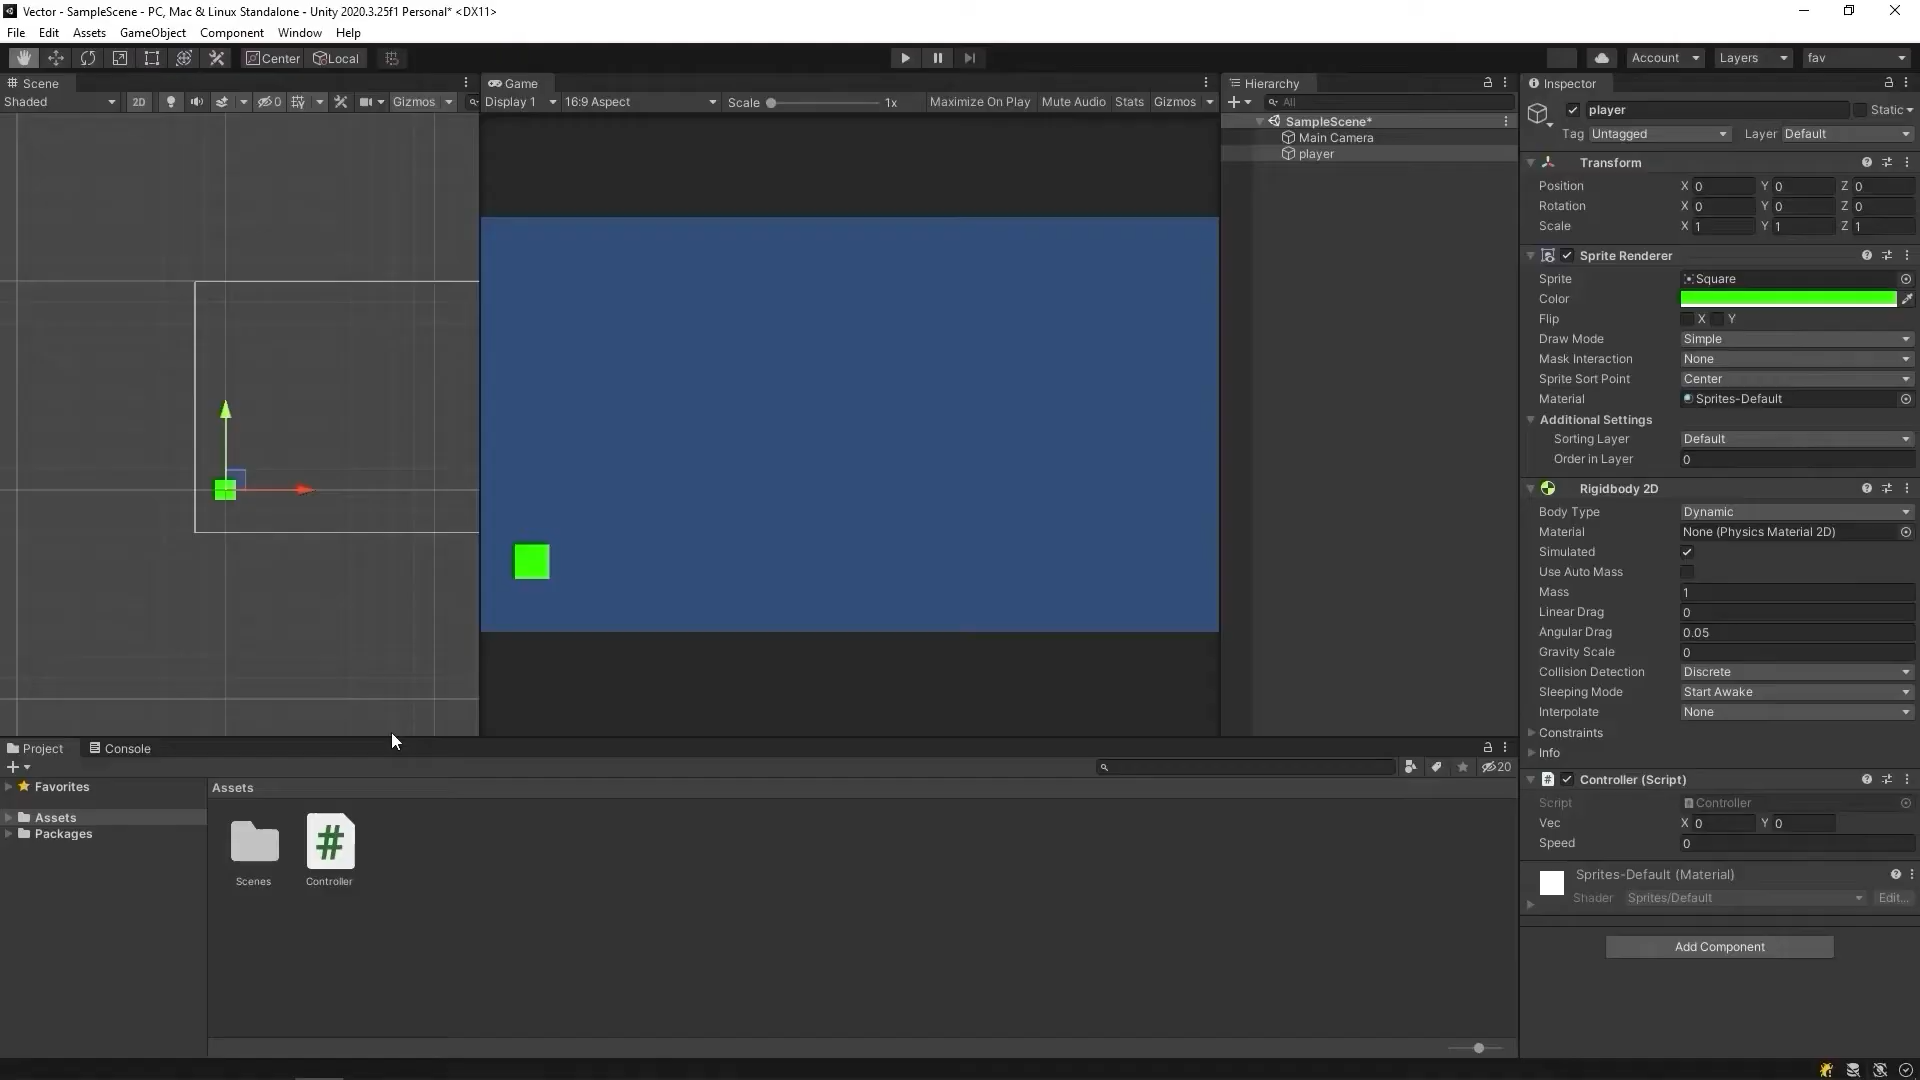 Vector - SampleScene - PC, Mac & Linux Standalone - Unity 2020.3.25f1 Personal* <DX11>
File Edit Assets GameObject Component Window Help
Center Local Account Layers fav
Scene
Shaded 2D 0 Gizmos
Game
Display 1 16:9 Aspect Scale 1x Maximize On Play Mute Audio Stats Gizmos
Hierarchy
All
SampleScene*
Main Camera
player
Inspector
player Static
Tag Untagged Layer Default
Transform
Position X 0 Y 0 Z 0
Rotation X 0 Y 0 Z 0
Scale X 1 Y 1 Z 1
Sprite Renderer
Sprite Square
Color
Flip X Y
Draw Mode Simple
Mask Interaction None
Sprite Sort Point Center
Material Sprites-Default
Additional Settings
Sorting Layer Default
Order in Layer 0
Rigidbody 2D
Body Type Dynamic
Material None (Physics Material 2D)
Simulated
Use Auto Mass
Mass 1
Linear Drag 0
Angular Drag 0.05
Gravity Scale 0
Collision Detection Discrete
Sleeping Mode Start Awake
Interpolate None
Constraints
Info
# Controller (Script)
Script Controller
Vec X 0 Y 0
Speed 0
Sprites-Default (Material)
Shader Sprites/Default Edit...
Add Component
Project Console
20
Favorites
Assets
Packages
Assets
#
Scenes Controller